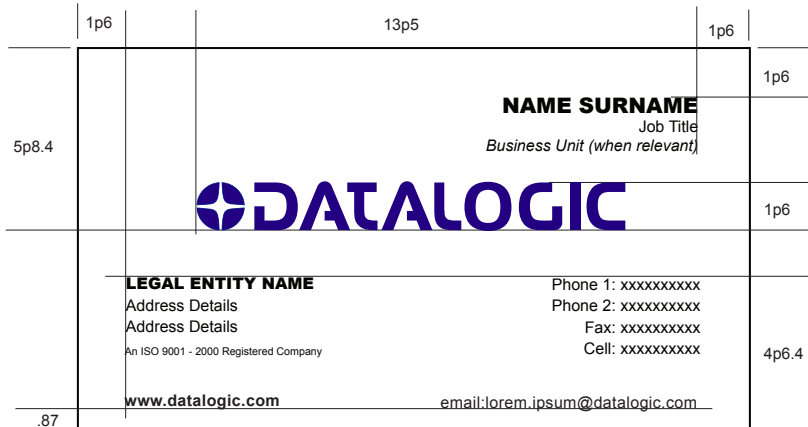 1p6
13p5
1p6
1p6
NAME SURNAME
Job Title
5p8.4
Business Unit (when relevant)
DATALOGIC
1p6
LEGAL ENTITY NAME
Phone 1: xxxxxxxxxx
Address Details
Phone 2: xxxxxxxxxx
Address Details
Fax: xxxxxxxxxx
An ISO 9001 - 2000 Registered Company
Cell: xxxxxxxxxx
4p6.4
www.datalogic.com
email:lorem.ipsum@datalogic.com
.87